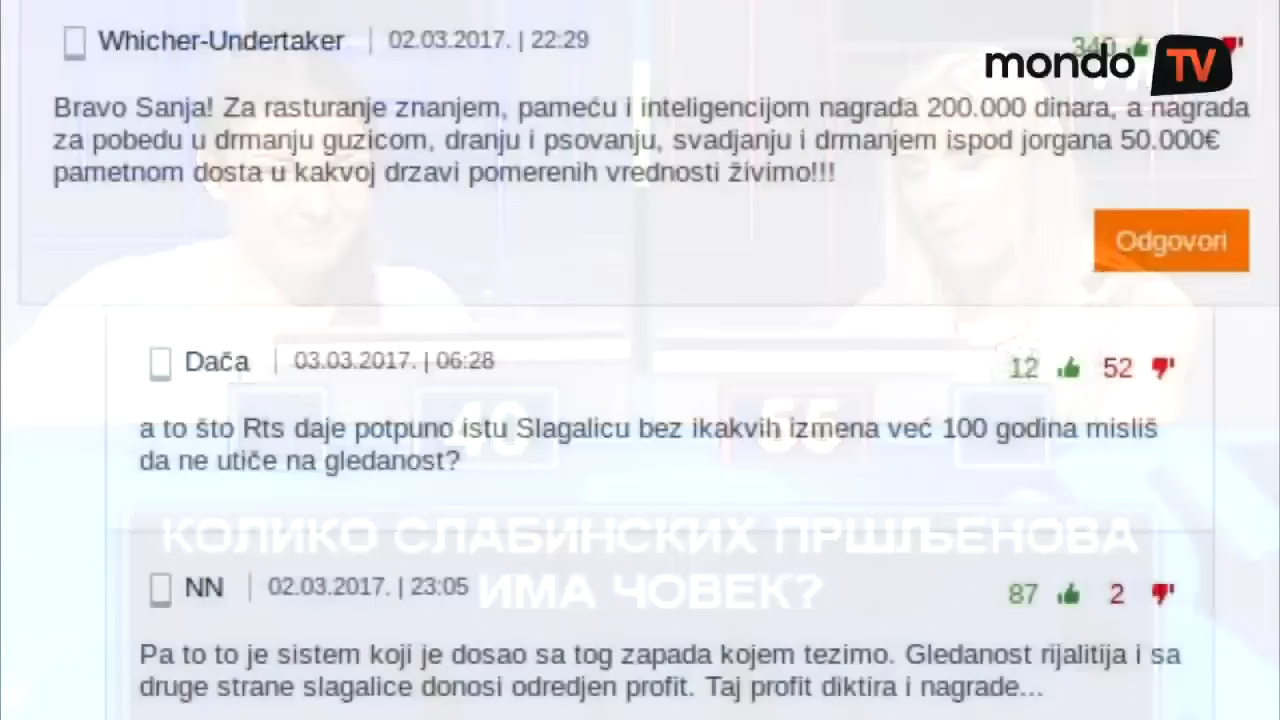 Whicher-Undertaker | 02.03.2017. | 22:29 340
mondo TV
Bravo Sanja! Za rasturanje znanjem, pameću i inteligencijom nagrada 200.000 dinara, a nagrada
za pobedu u drmanju guzicom, dranju i psovanju, svadjanju i drmanjem ispod jorgana 50.000€
pametnom dosta u kakvoj drzavi pomerenih vrednosti živimo!!!
Odgovori
Dača | 03.03.2017. | 06:28 12 52
40 55
a to što Rts daje potpuno istu Slagalicu bez ikakvih izmena već 100 godina misliš
da ne utiče na gledanost?
КОЛИКО СЛАБИНСКИХ ПРШЉЕНОВА
ИМА ЧОВЕК?
NN | 02.03.2017. | 23:05 87 2
Pa to to je sistem koji je dosao sa tog zapada kojem tezimo. Gledanost rijalitija i sa
druge strane slagalice donosi odredjen profit. Taj profit diktira i nagrade...